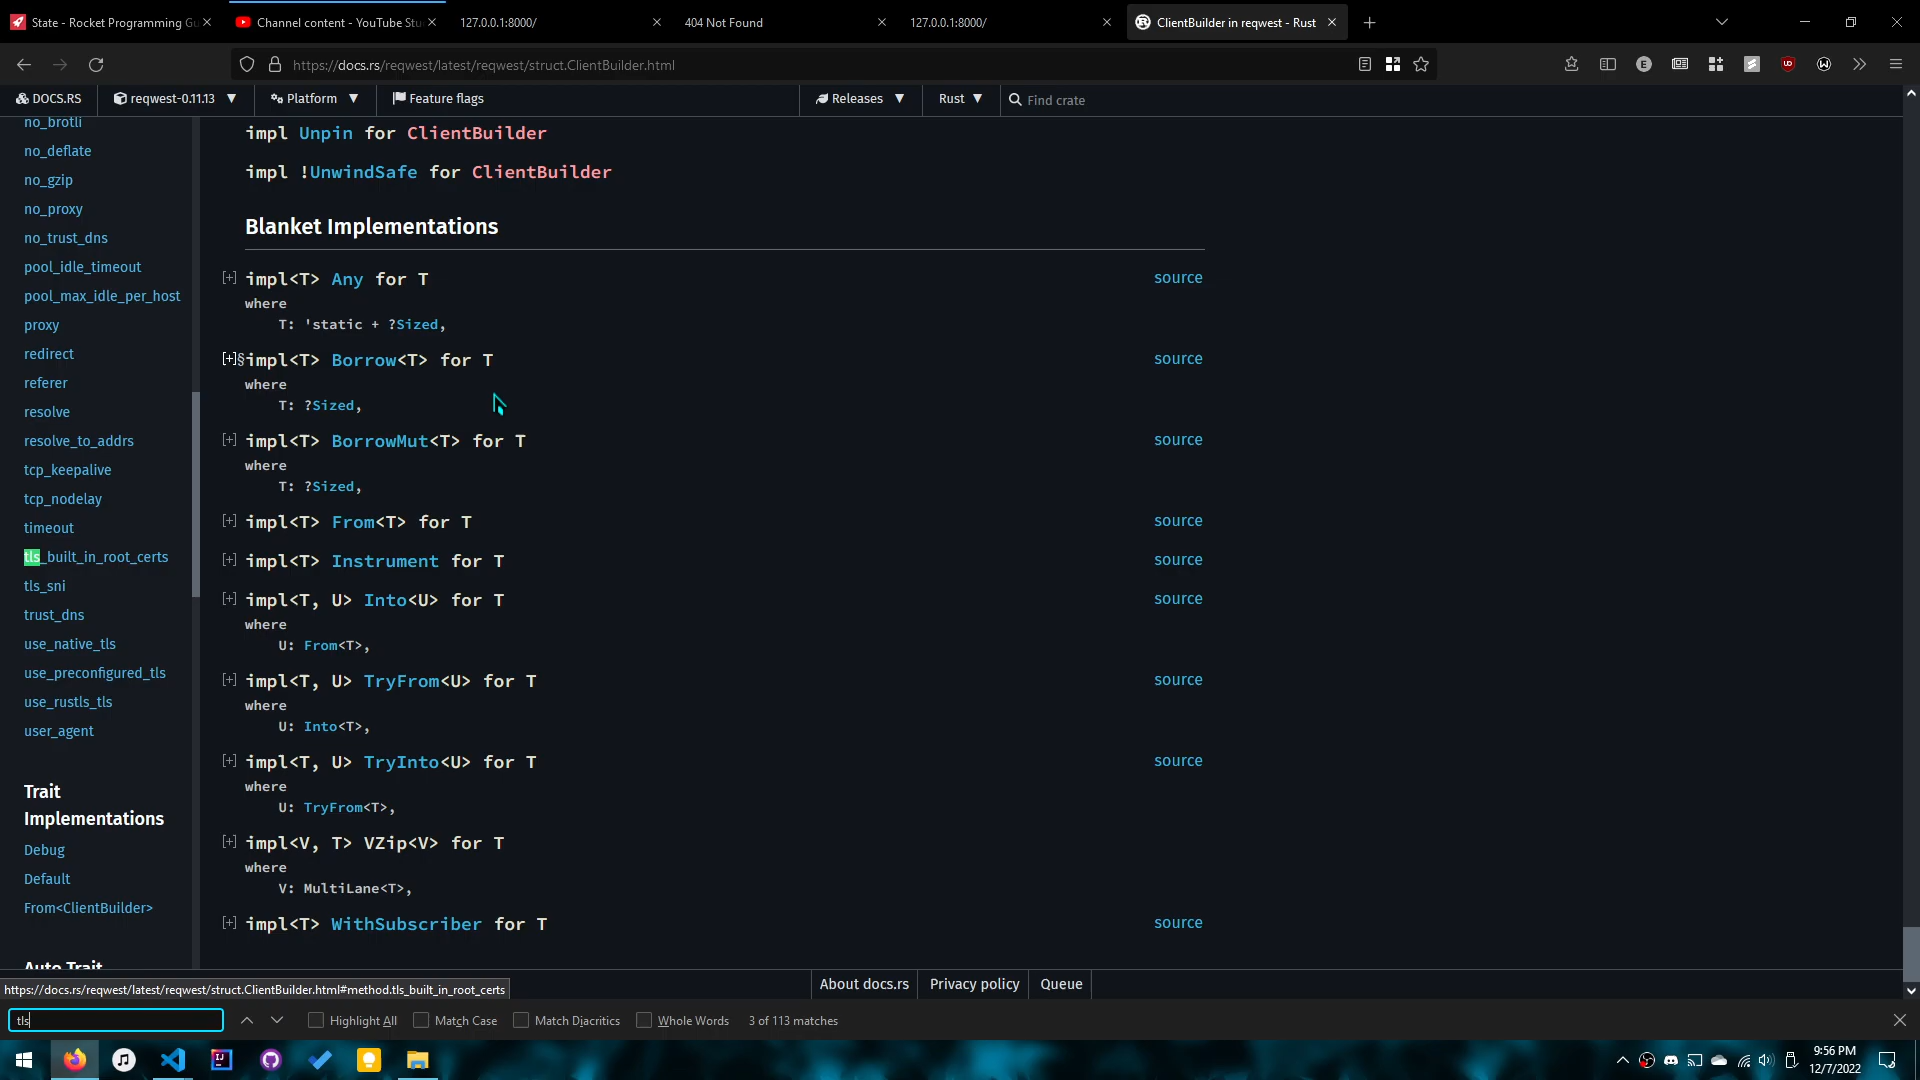 State - Rocket Programming Gu
Channel content - YouTube Stu
127.0.0.1:8000/
404 Not Found
127.0.0.1:8000/
ClientBuilder in reqwest - Rust
https://docs.rs/reqwest/latest/reqwest/struct.ClientBuilder.html
DOCS.RS
reqwest-0.11.13
Platform
Feature flags
Releases
Rust
Find crate
no_brotli
no_deflate
no_gzip
no_proxy
no_trust_dns
pool_idle_timeout
pool_max_idle_per_host
proxy
redirect
referer
resolve
resolve_to_addrs
tcp_keepalive
tcp_nodelay
timeout
tls_built_in_root_certs
tls_sni
trust_dns
use_native_tls
use_preconfigured_tls
use_rustls_tls
user_agent
Trait
Implementations
Debug
Default
From<ClientBuilder>
Auto Trait
impl Unpin for ClientBuilder
impl !UnwindSafe for ClientBuilder
Blanket Implementations
[+] impl<T> Any for T source
where
T: 'static + ?Sized,
[+]§impl<T> Borrow<T> for T source
where
T: ?Sized,
[+] impl<T> BorrowMut<T> for T source
where
T: ?Sized,
[+] impl<T> From<T> for T source
[+] impl<T> Instrument for T source
[+] impl<T, U> Into<U> for T source
where
U: From<T>,
[+] impl<T, U> TryFrom<U> for T source
where
U: Into<T>,
[+] impl<T, U> TryInto<U> for T source
where
U: TryFrom<T>,
[+] impl<V, T> VZip<V> for T
where
V: MultiLane<T>,
[+] impl<T> WithSubscriber for T source
About docs.rs
Privacy policy
Queue
https://docs.rs/reqwest/latest/reqwest/struct.ClientBuilder.html#method.tls_built_in_root_certs
tls
Highlight All
Match Case
Match Diacritics
Whole Words
3 of 113 matches
9:56 PM
12/7/2022